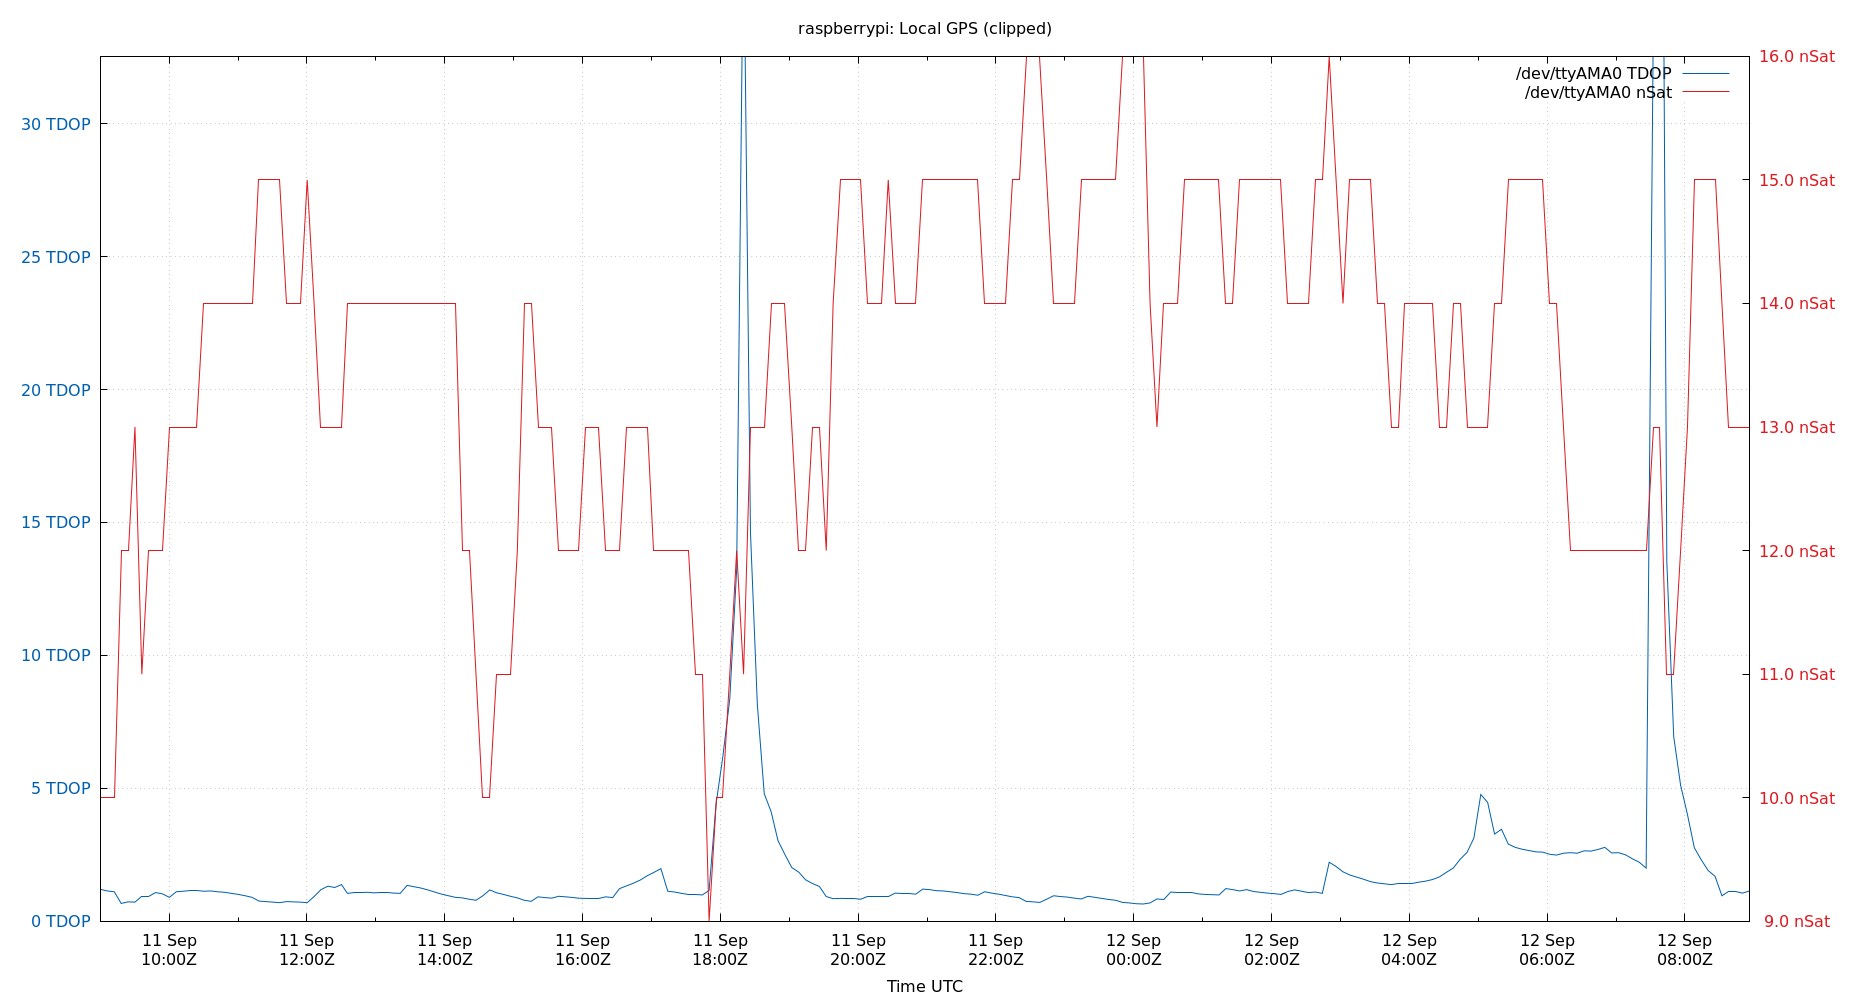 raspberrypi: Local GPS (clipped)
/dev/ttyAMA0 TDOP
/dev/ttyAMA0 nSat
30 TDOP
25 TDOP
20 TDOP
15 TDOP
10 TDOP
5 TDOP
0 TDOP
16.0 nSat
15.0 nSat
14.0 nSat
13.0 nSat
12.0 nSat
11.0 nSat
10.0 nSat
9.0 nSat
11 Sep
10:00Z
11 Sep
12:00Z
11 Sep
14:00Z
11 Sep
16:00Z
11 Sep
18:00Z
11 Sep
20:00Z
11 Sep
22:00Z
12 Sep
00:00Z
12 Sep
02:00Z
12 Sep
04:00Z
12 Sep
06:00Z
12 Sep
08:00Z
Time UTC